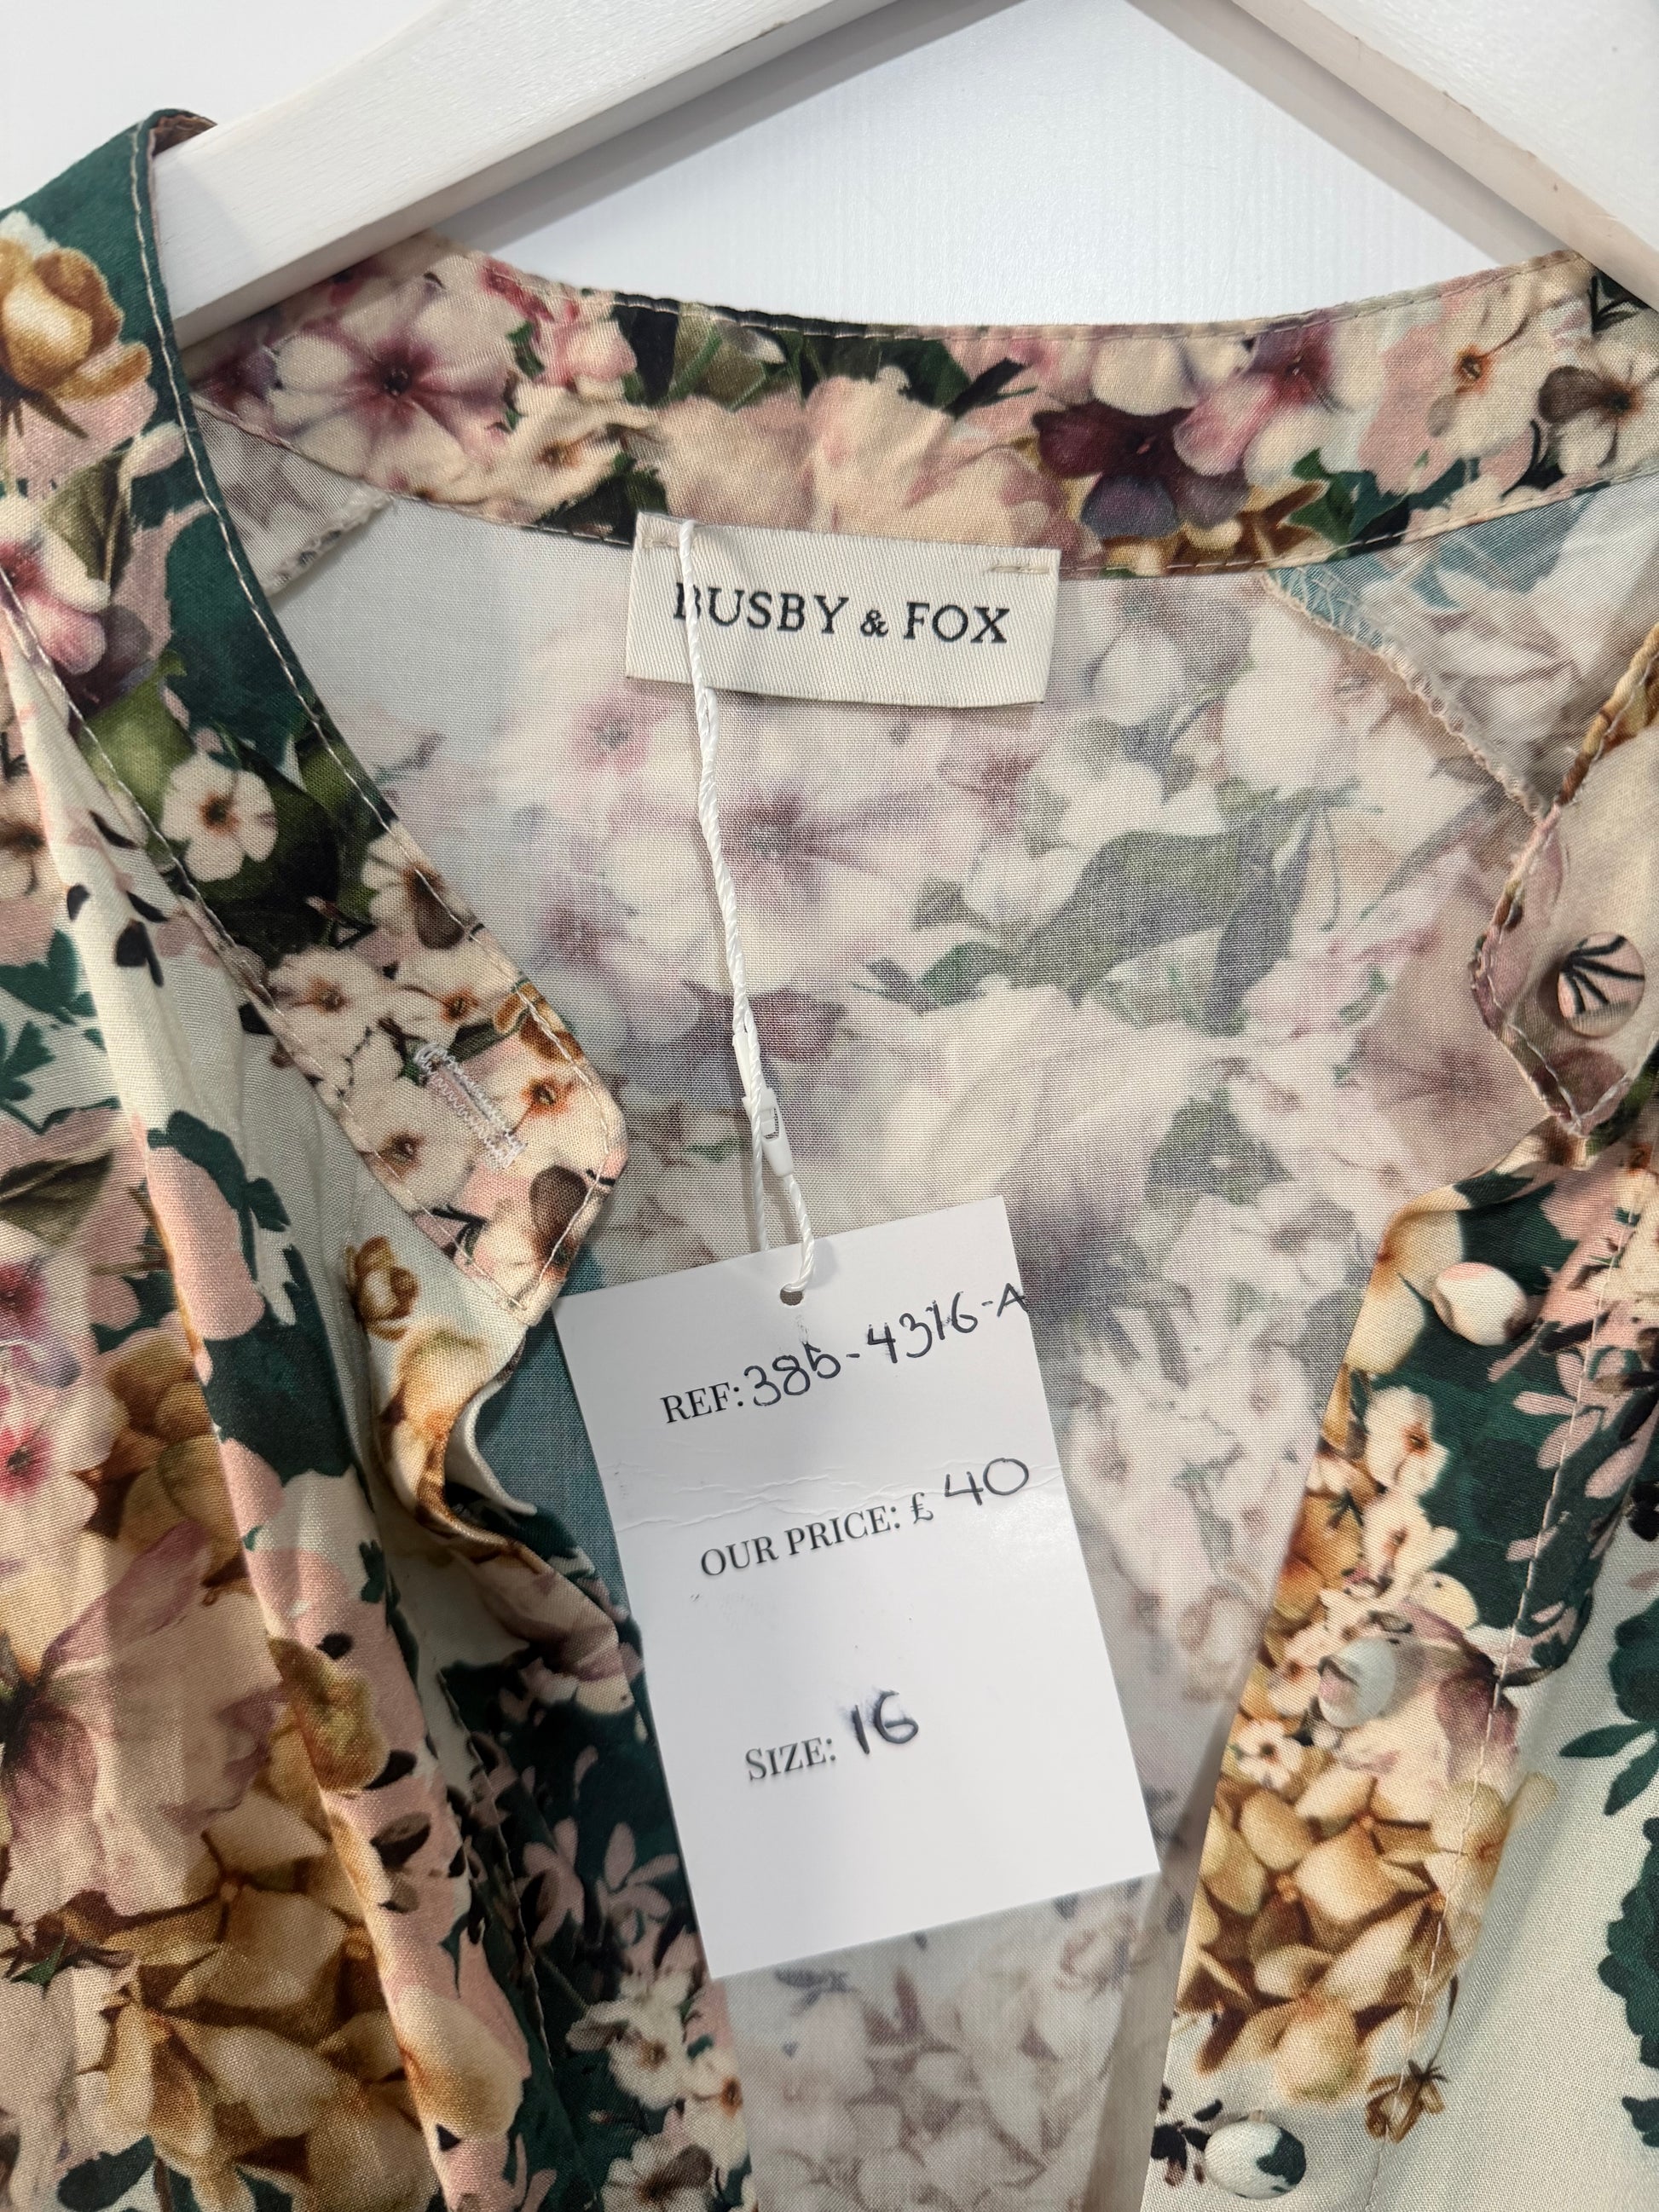 BUSBY & FOX
REF: 385-4316-A
OUR PRICE: £ 40
SIZE: 16